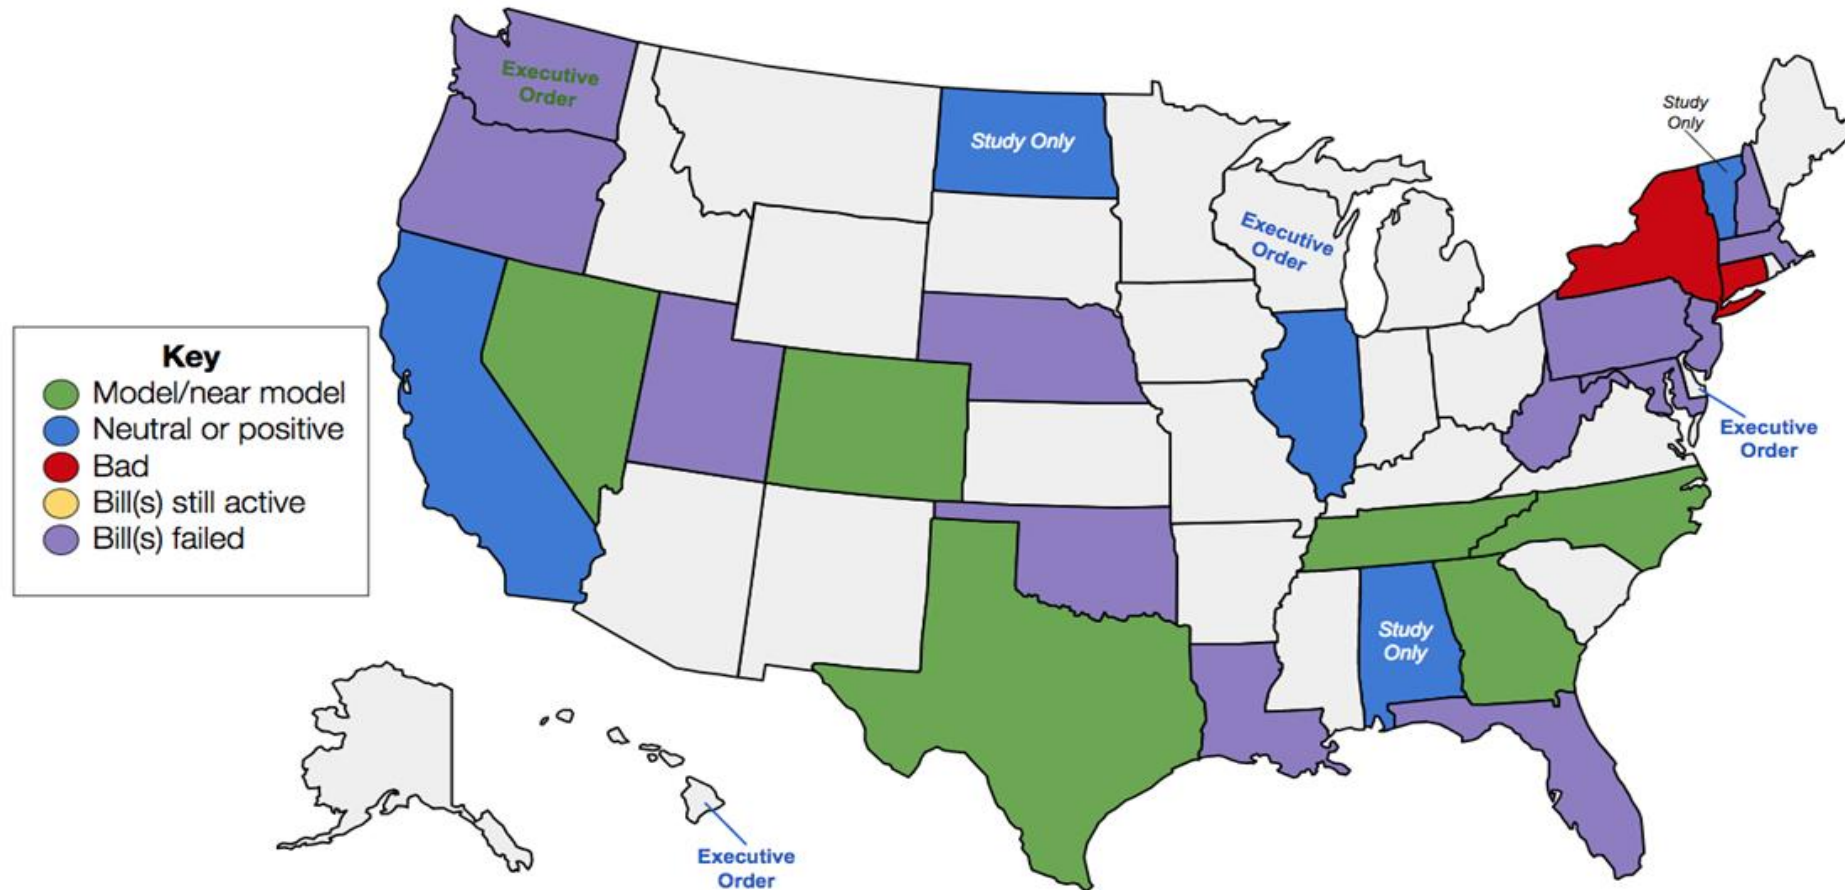 Executive
Order
Study Only
Study
Only
Executive
Order
Key
Model/near model
Neutral or positive
Bad
Bill(s) still active
Bill(s) failed
Executive
Order
Study
Only
Executive
Order